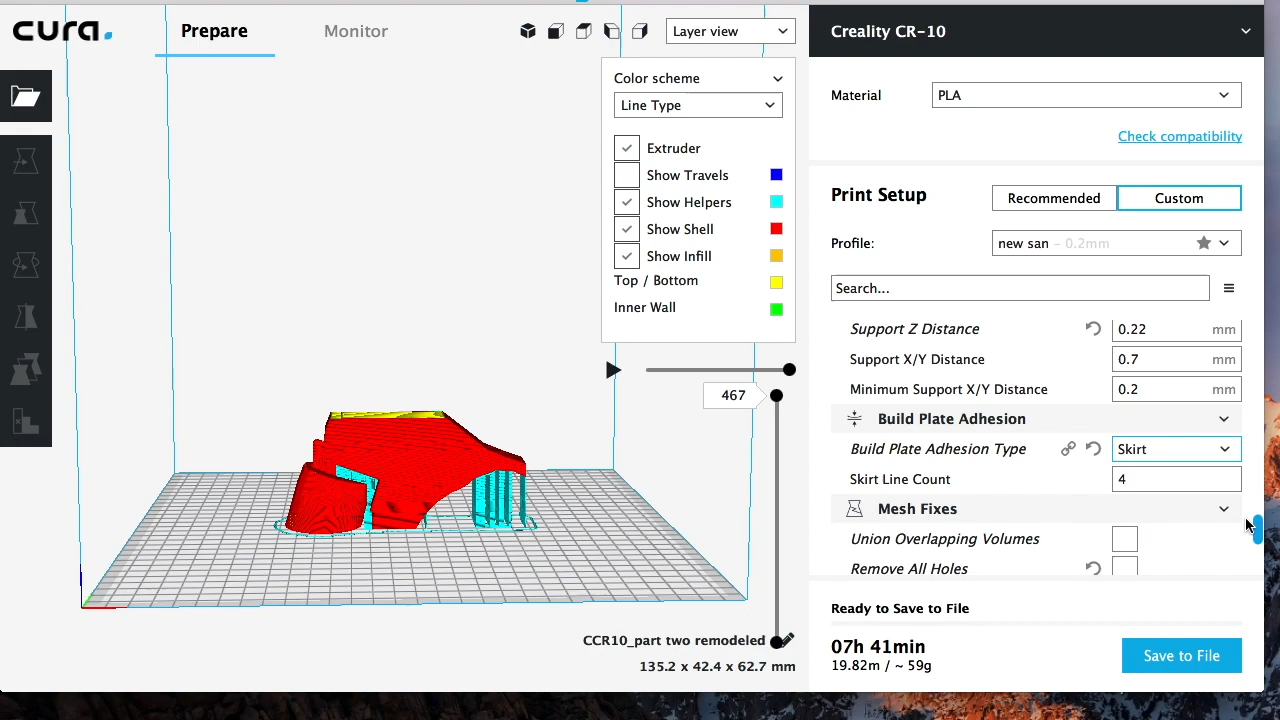 cura.
Prepare
Monitor
Layer view
Creality CR-10
Color scheme
Line Type
Extruder
Show Travels
Show Helpers
Show Shell
Show Infill
Top / Bottom
Inner Wall
467
Material
PLA
Check compatibility
Print Setup
Recommended
Custom
Profile:
new san - 0.2mm
Search...
Support Z Distance
0.22 mm
Support X/Y Distance
0.7 mm
Minimum Support X/Y Distance
0.2 mm
Build Plate Adhesion
Build Plate Adhesion Type
Skirt
Skirt Line Count
4
Mesh Fixes
Union Overlapping Volumes
Remove All Holes
Ready to Save to File
07h 41min
19.82m / ~ 59g
Save to File
CCR10_part two remodeled
135.2 x 42.4 x 62.7 mm